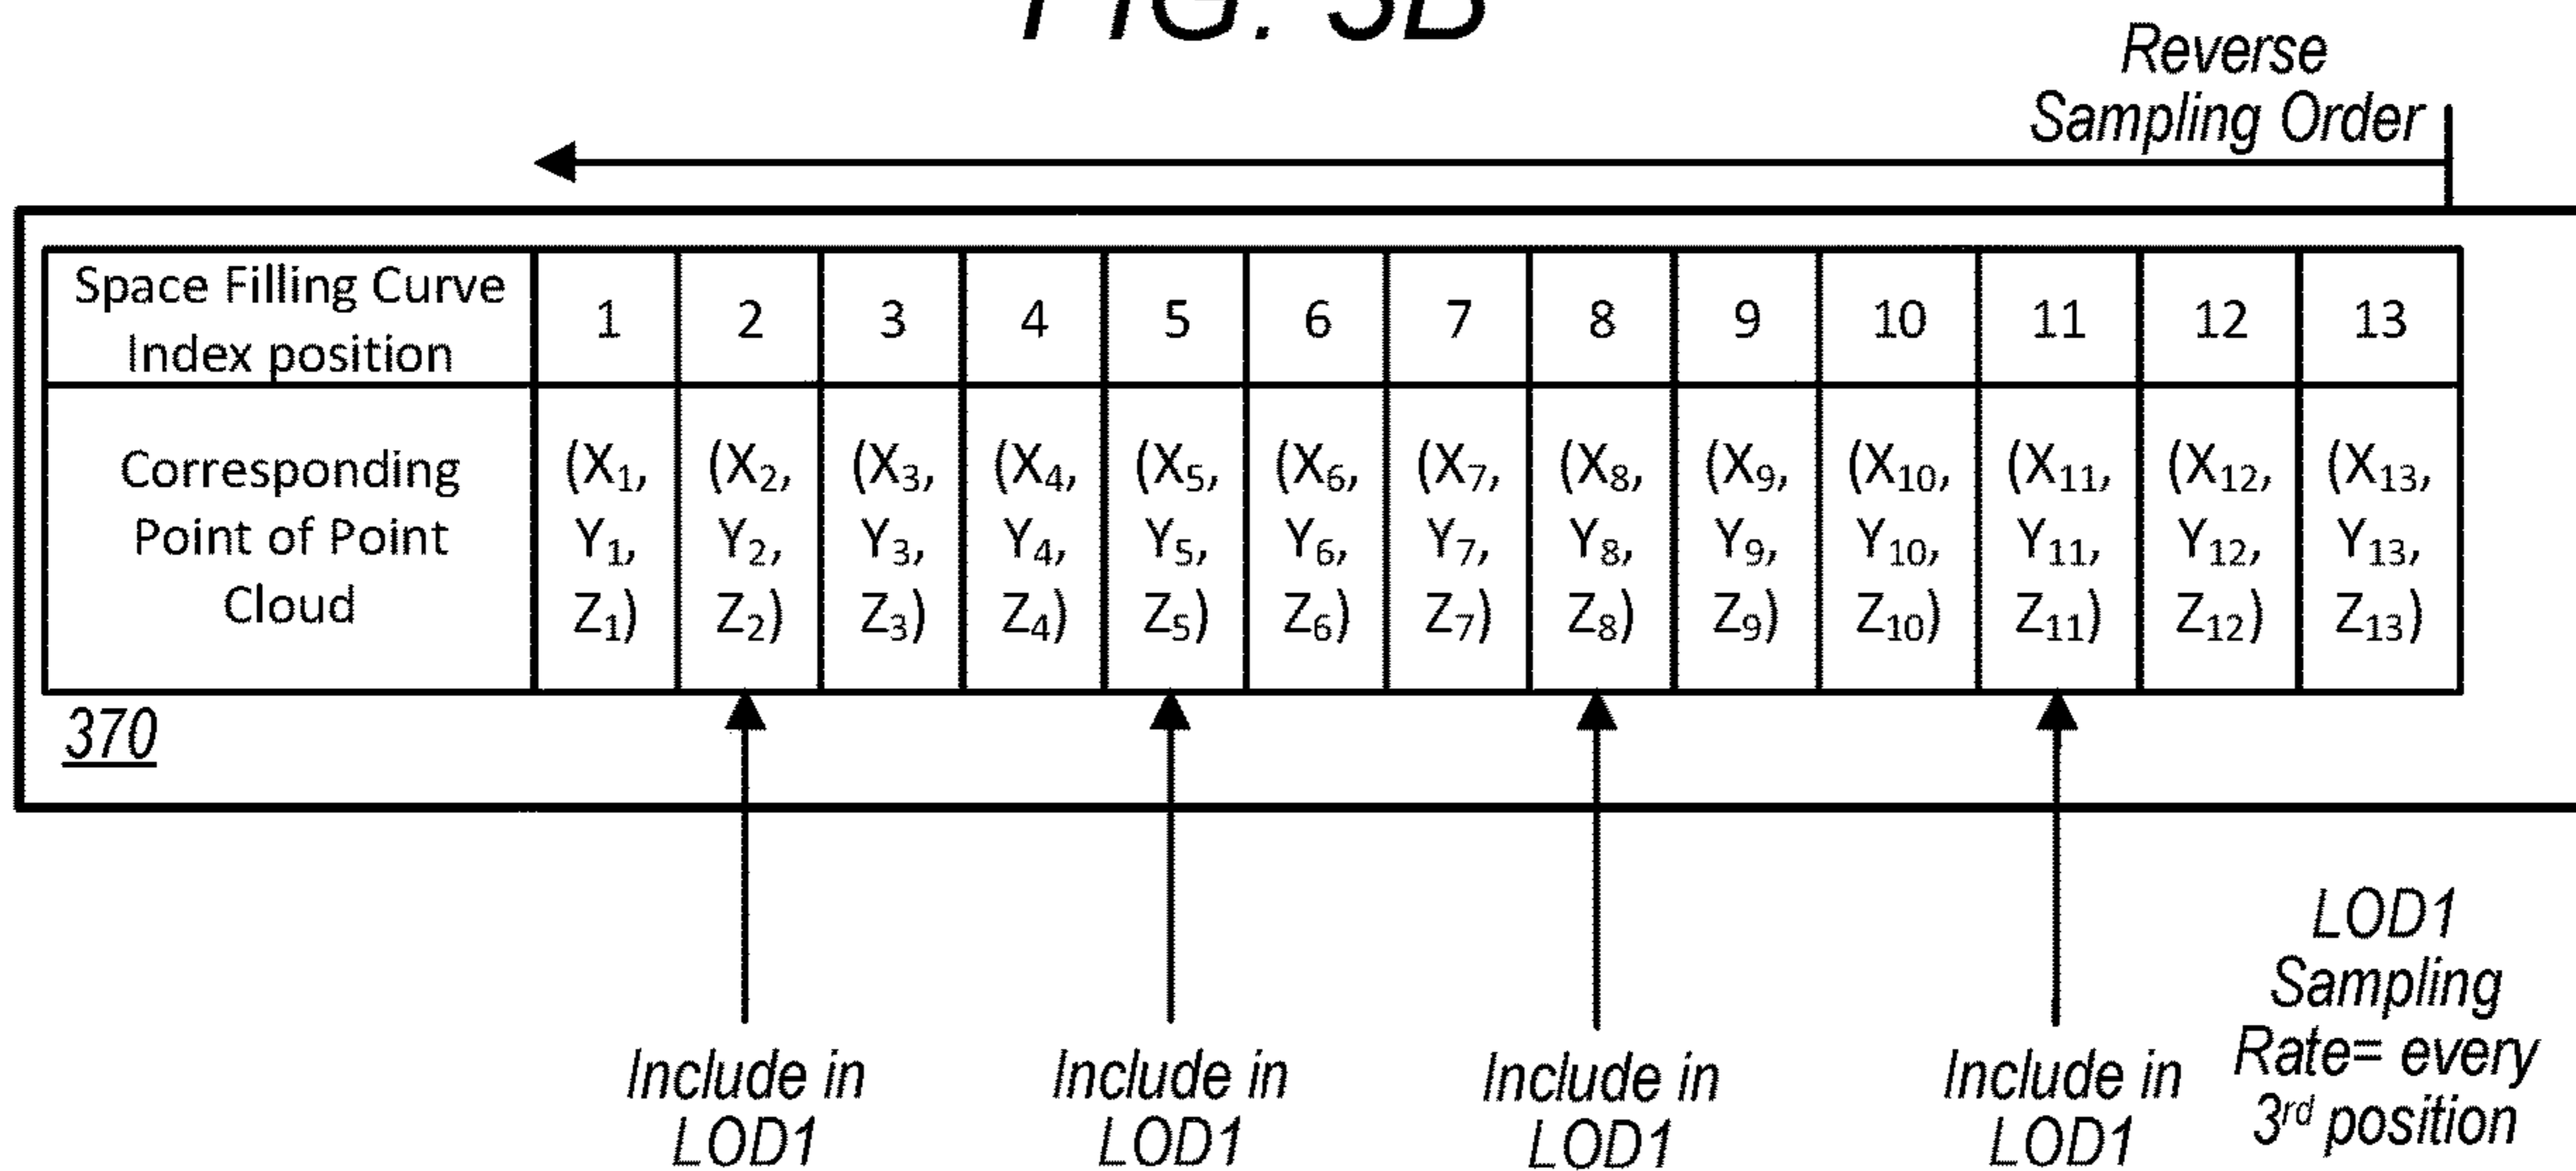 FIG. 3B
Reverse
Sampling Order
Space Filling Curve
Index position
1 2 3 4 5 6 7 8 9 10 11 12 13
Corresponding
Point of Point
Cloud
(X₁, (X₂, (X₃, (X₄, (X₅, (X₆, (X₇, (X₈, (X₉, (X₁₀, (X₁₁, (X₁₂, (X₁₃,
Y₁, Y₂, Y₃, Y₄, Y₅, Y₆, Y₇, Y₈, Y₉, Y₁₀, Y₁₁, Y₁₂, Y₁₃,
Z₁) Z₂) Z₃) Z₄) Z₅) Z₆) Z₇) Z₈) Z₉) Z₁₀) Z₁₁) Z₁₂) Z₁₃)
370
Include in
LOD1
Include in
LOD1
Include in
LOD1
Include in
LOD1
LOD1
Sampling
Rate= every
3rd position